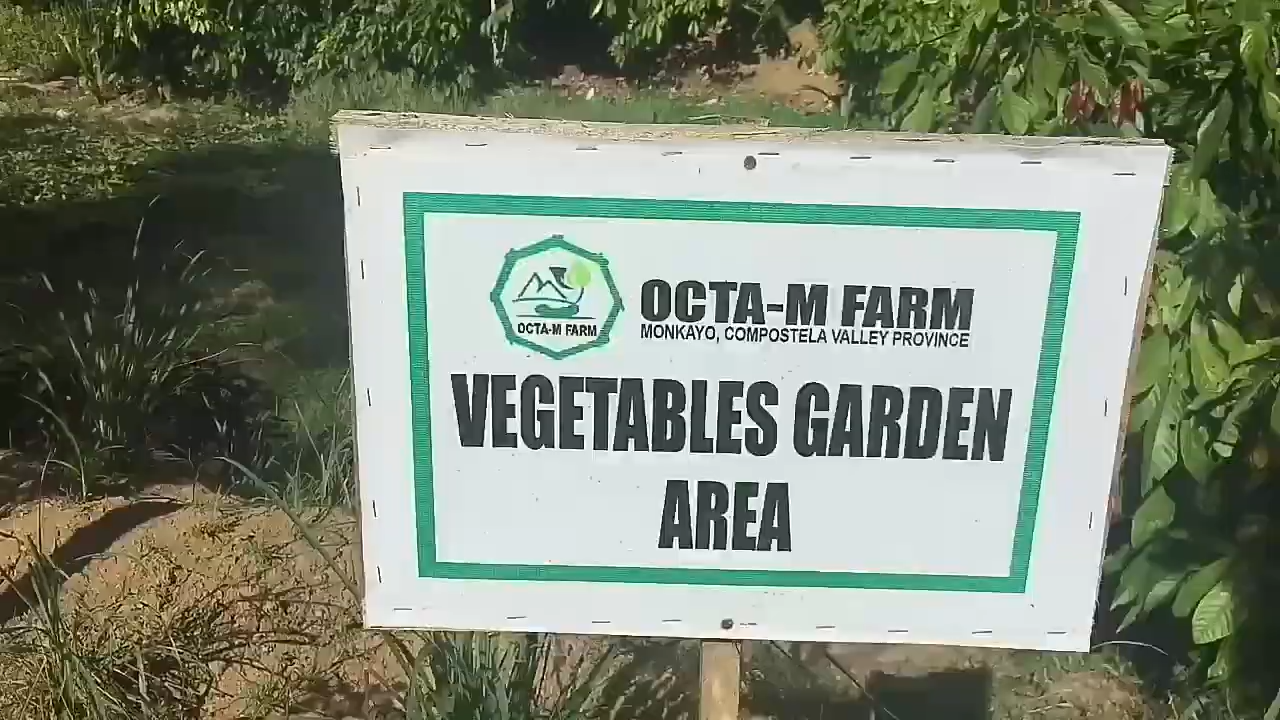 OCTA-M FARM
OCTA-M FARM
MONKAYO, COMPOSTELA VALLEY PROVINCE
VEGETABLES GARDEN
AREA